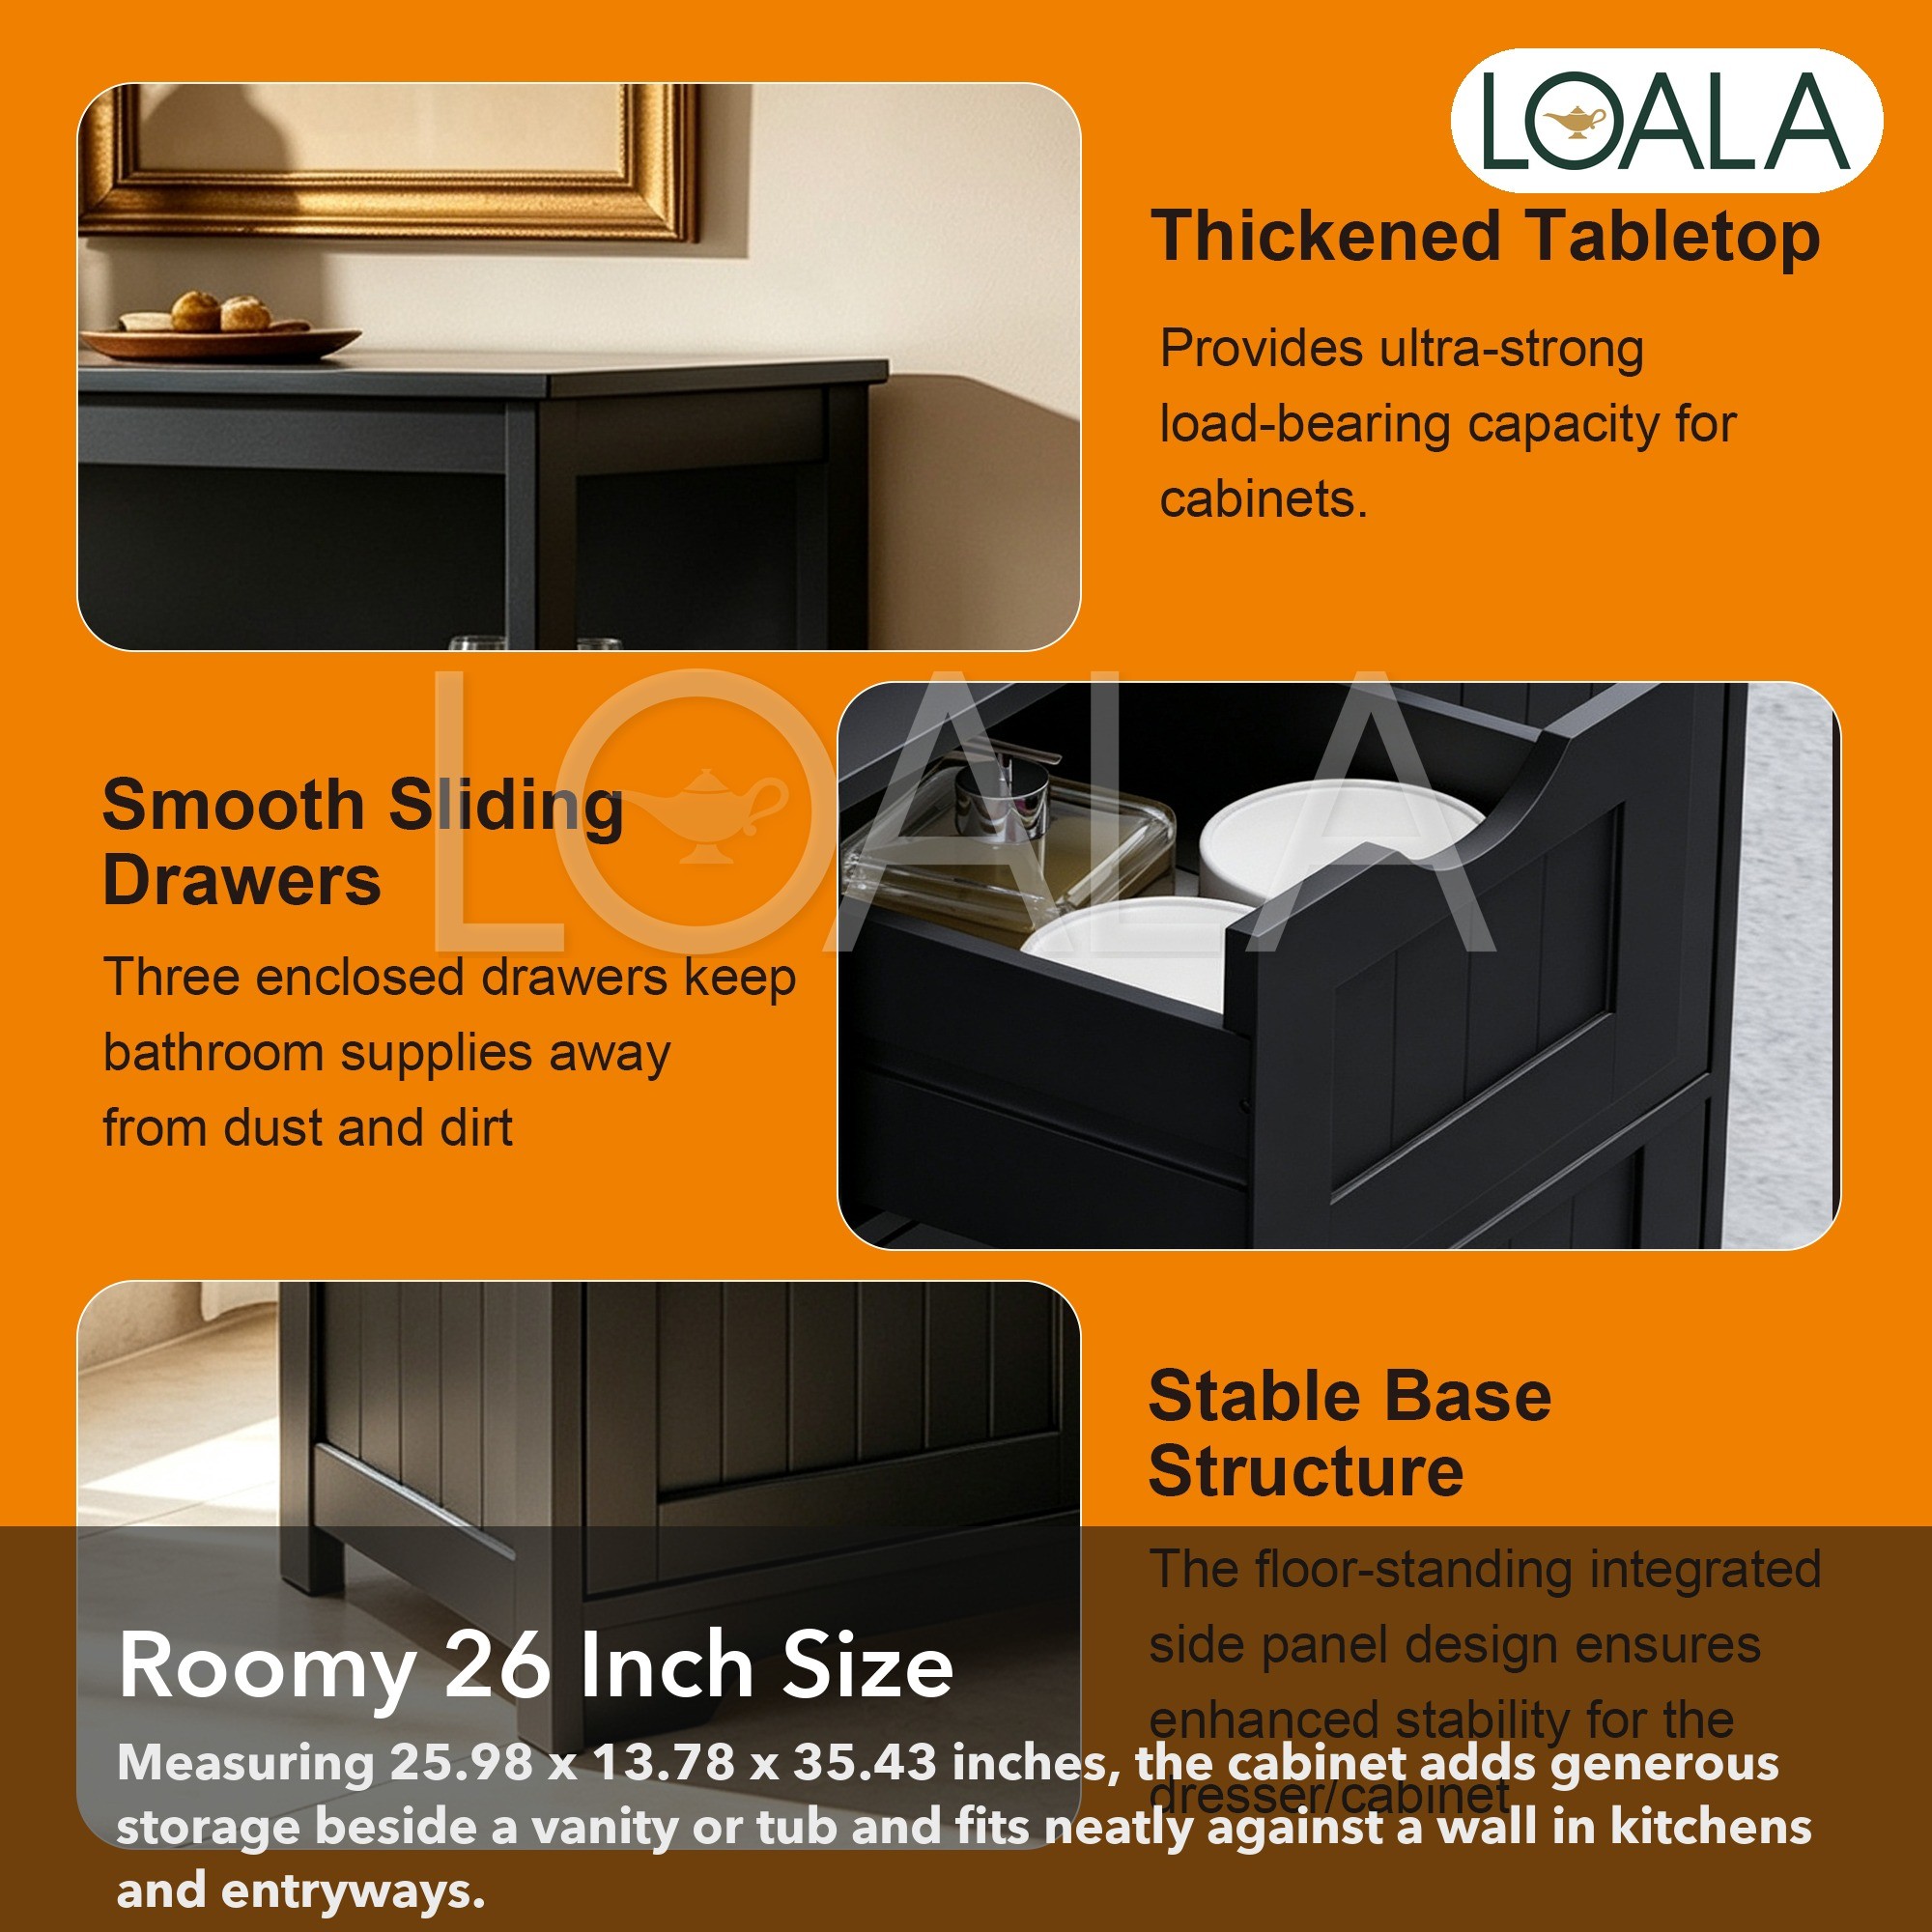 LOALA
Thickened Tabletop
Provides ultra-strong
load-bearing capacity for
cabinets.
LOALA
Smooth Sliding
Drawers
Three enclosed drawers keep
bathroom supplies away
from dust and dirt
Stable Base
Structure
The floor-standing integrated
side panel design ensures
enhanced stability for the
dresser/cabinet
Roomy 26 Inch Size
Measuring 25.98 x 13.78 x 35.43 inches, the cabinet adds generous
storage beside a vanity or tub and fits neatly against a wall in kitchens
and entryways.